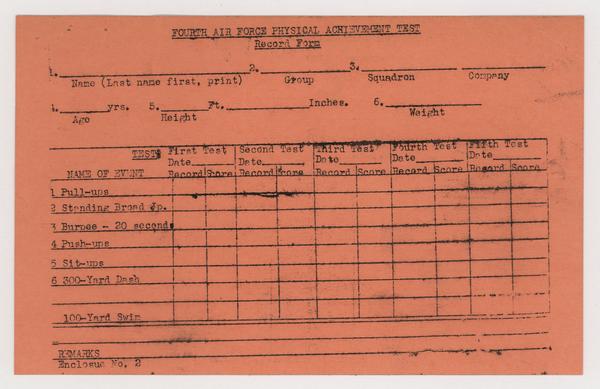 FOURTH AIR FORCE PHYSICAL ACHIEVEMENT TEST
Record Form
1. 2. 3.
Name (Last name first, print) Group Squadron Company
4. yrs. 5. Ft. Inches. 6.
Age Height Weight
TESTS First Test Second Test Third Test Fourth Test Fifth Test
Date Date Date Date Date
NAME OF EVENT Record Score Record Score Record Score Record Score Record Score
1 Pull-ups
2 Standing Broad Jp.
3 Burpee - 20 seconds
4 Push-ups
5 Sit-ups
6 300-Yard Dash
100-Yard Swim
REMARKS
Enclosue No. 2